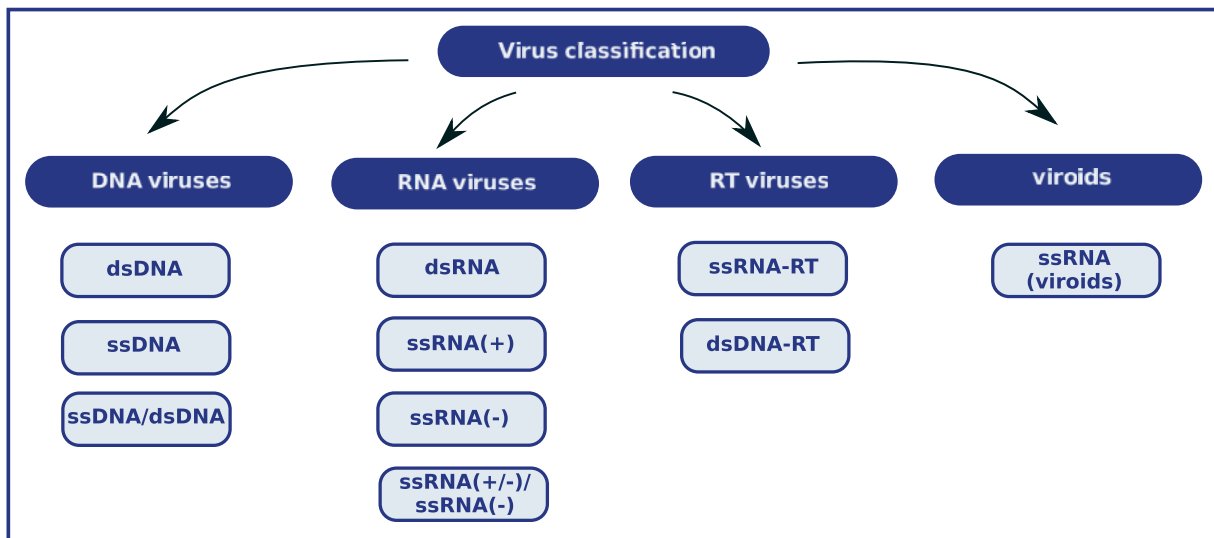 Virus classification
DNA viruses
RNA viruses
RT viruses
viroids
dsDNA
dsRNA
ssRNA-RT
ssRNA
(viroids)
ssDNA
ssRNA(+)
dsDNA-RT
ssDNA/dsDNA
ssRNA(-)
ssRNA(+/-)/
ssRNA(-)